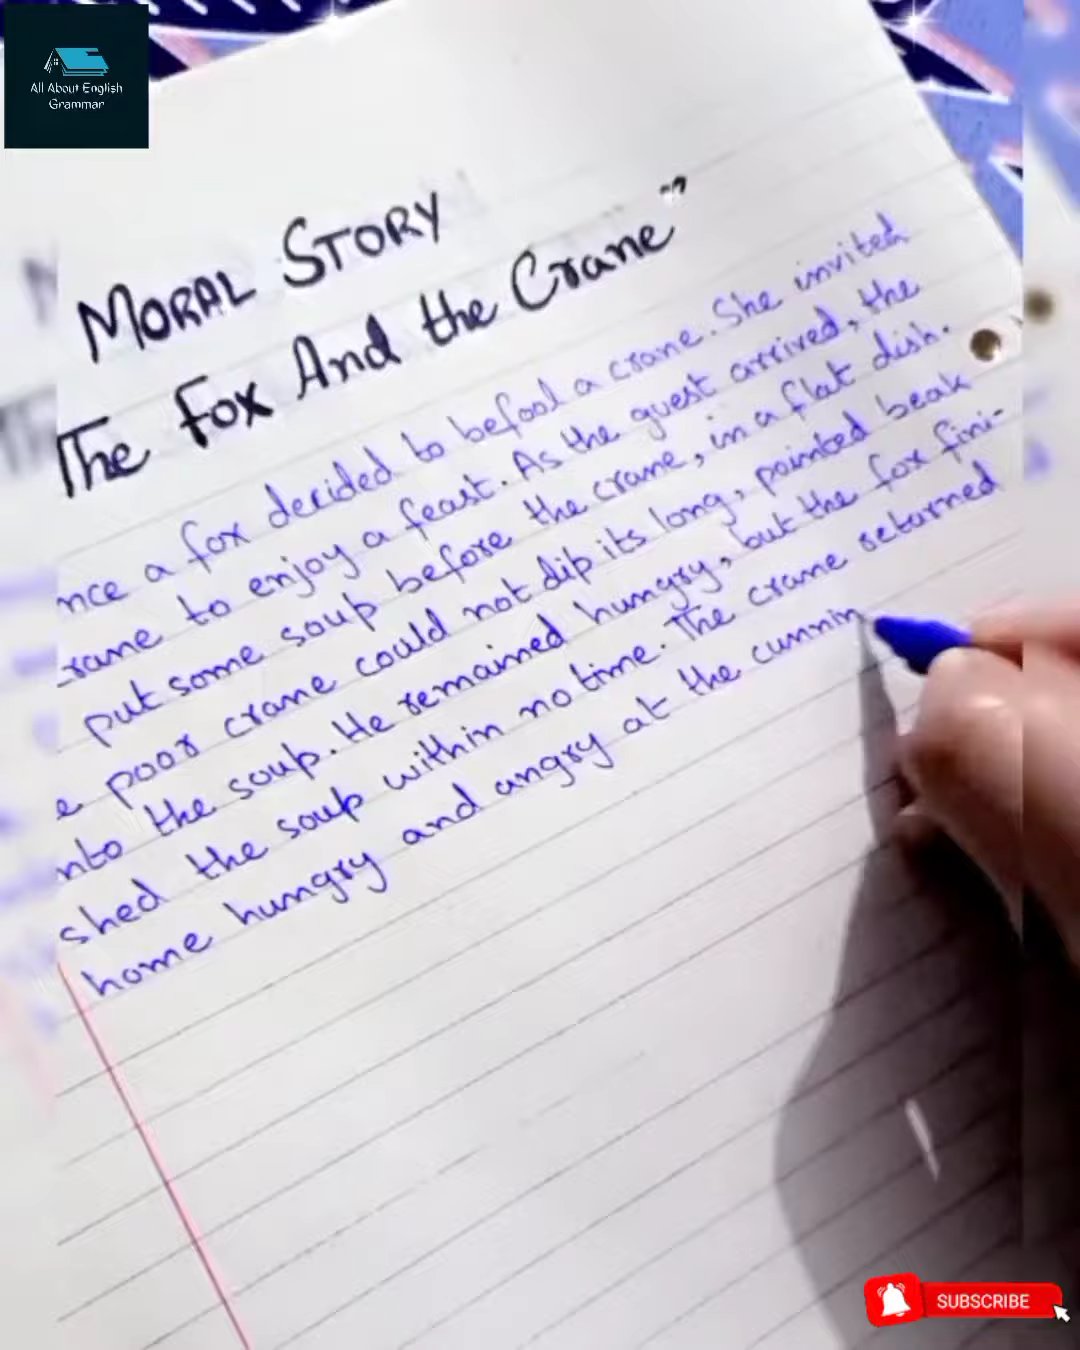 All About English
Grammar
MORAL STORY
The Fox And the Crane"
nce a fox decided to befool a crane. She invited
rane to enjoy a feast. As the guest arrived, the
put some soup before the crane, in a flat dish.
e poor crane could not dip its long, pointed beak
nto the soup. He remained hungry, but the fox fini-
shed the soup within no time. The crane returned
home hungry and angry at the cunnin
SUBSCRIBE